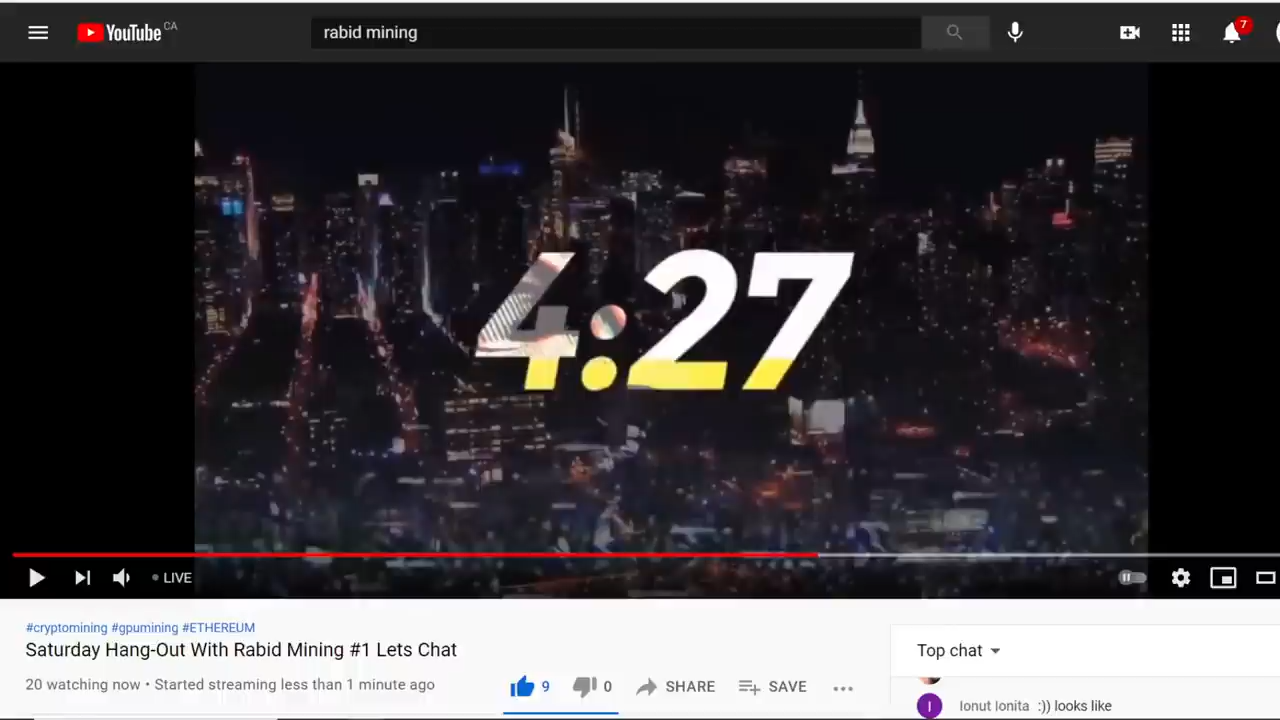 YouTube CA
rabid mining
7
4:27
LIVE
#cryptomining #gpumining #ETHEREUM
Saturday Hang-Out With Rabid Mining #1 Lets Chat
20 watching now • Started streaming less than 1 minute ago
9
0
SHARE
SAVE
Top chat
I
Ionut Ionita :)) looks like